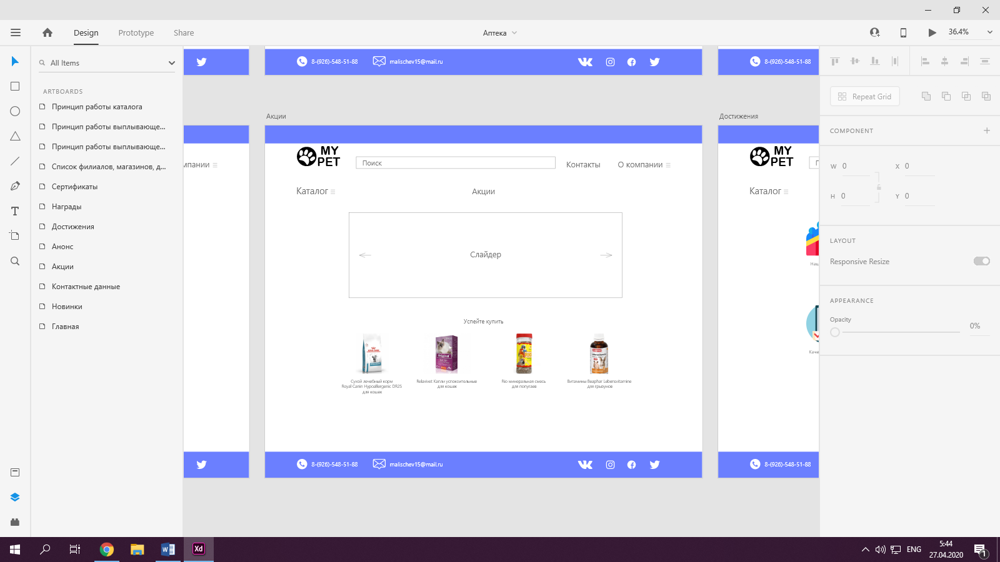 Design
Prototype
Share
Аптека
36.4%
All Items
ARTBOARDS
Принцип работы каталога
Принцип работы выплывающе...
Принцип работы выплывающе...
Список филиалов, магазинов, д...
Сертификаты
Награды
Достижения
Анонс
Акции
Контактные данные
Новинки
Главная
8-(926)-548-51-88
malischev15@mail.ru
8-(926)-548-51-88
Акции
Достижения
мпании
MY
PET
Поиск
Контакты
О компании
Каталог
Акции
Слайдер
Успейте купить
Сухой лечебный корм
Royal Canin Hypoallergenic DR25
для кошек
Relaxivet Капли успокоительные
для кошек
Rio минеральная смесь
для попугаев
Витамины Beaphar Lebensvitamine
для грызунов
8-(926)-548-51-88
malischev15@mail.ru
MY
PET
Каталог
Наш
Каче
8-(926)-548-51-88
Repeat Grid
COMPONENT
W 0
X 0
H 0
Y 0
LAYOUT
Responsive Resize
APPEARANCE
Opacity
0%
Xd
ENG
5:44
27.04.2020
1